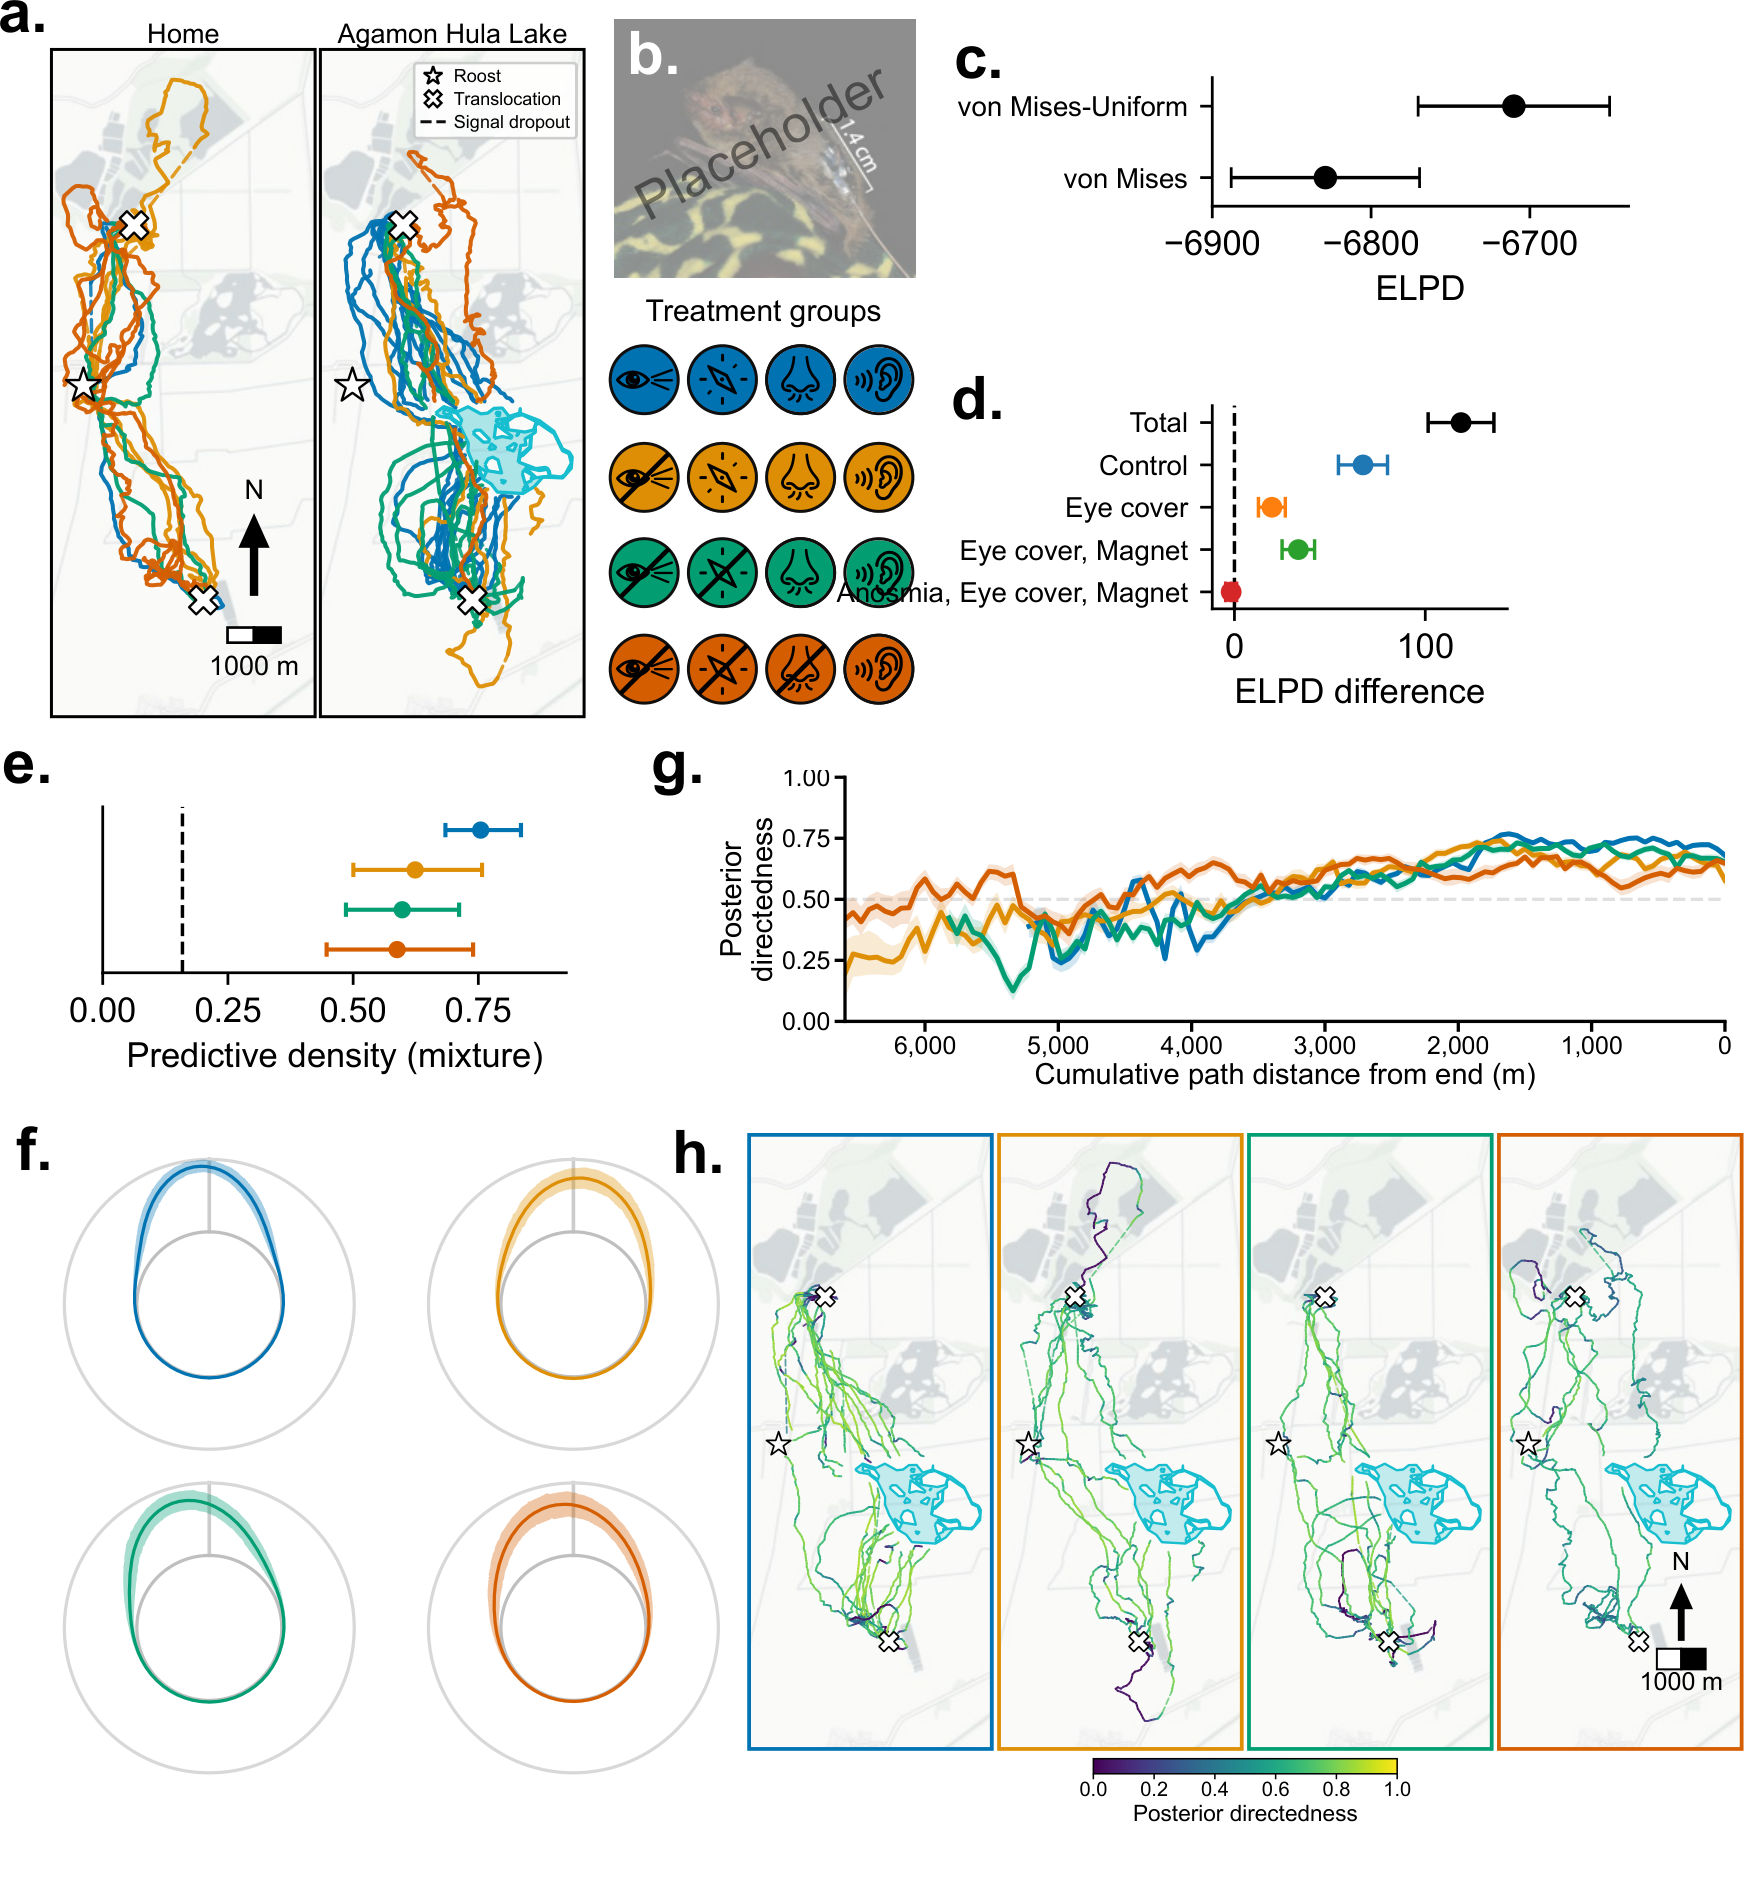 a.
Home
Agamon Hula Lake
Roost
Translocation
Signal dropout
N
1000 m
b.
Placeholder
1.4 cm
Treatment groups
c.
von Mises-Uniform
von Mises
−6900
−6800
−6700
ELPD
d.
Total
Control
Eye cover
Eye cover, Magnet
Anosmia, Eye cover, Magnet
0
100
ELPD difference
e.
0.00
0.25
0.50
0.75
Predictive density (mixture)
g.
1.00
0.75
0.50
0.25
0.00
Posterior
directedness
6,000
5,000
4,000
3,000
2,000
1,000
0
Cumulative path distance from end (m)
f.
h.
N
1000 m
0.0
0.2
0.4
0.6
0.8
1.0
Posterior directedness